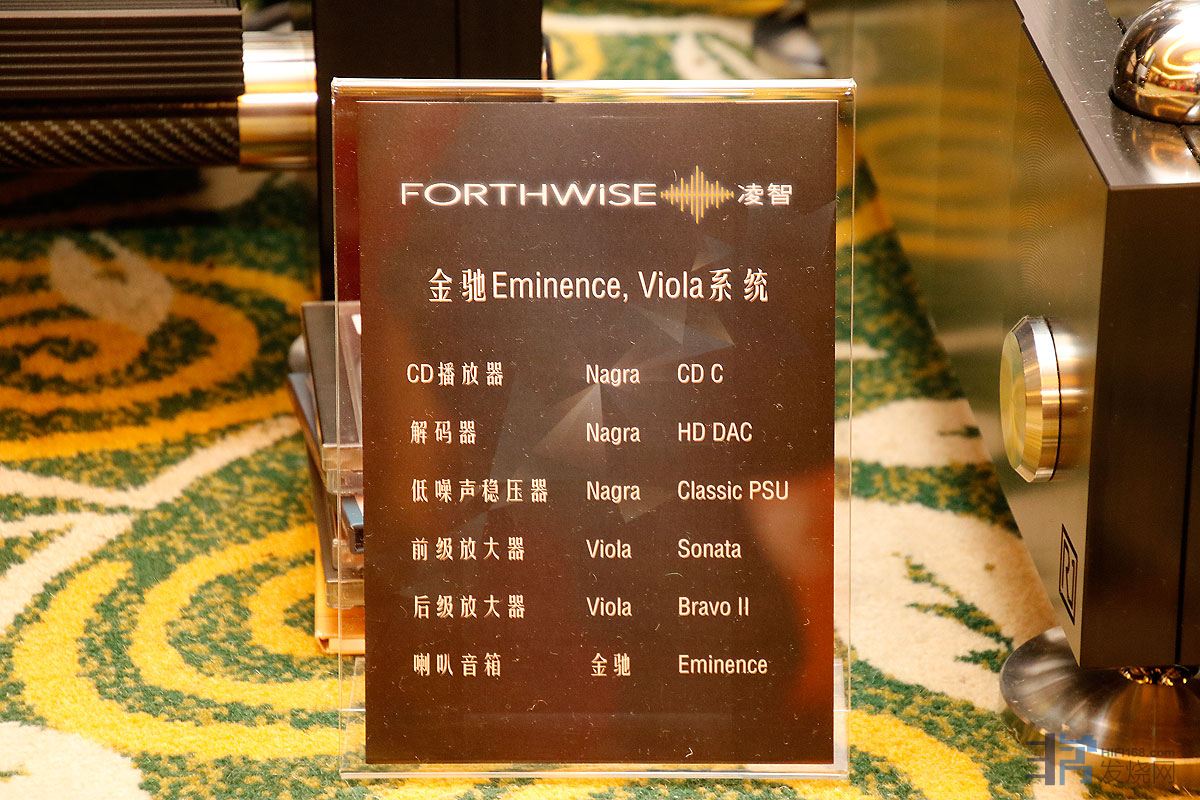 FORTHWISE 凌智
金驰Eminence, Viola系统
CD播放器 Nagra CD C
解码器 Nagra HD DAC
低噪声稳压器 Nagra Classic PSU
前级放大器 Viola Sonata
后级放大器 Viola Bravo II
喇叭音箱 金驰 Eminence
HIFI168.com
发烧网